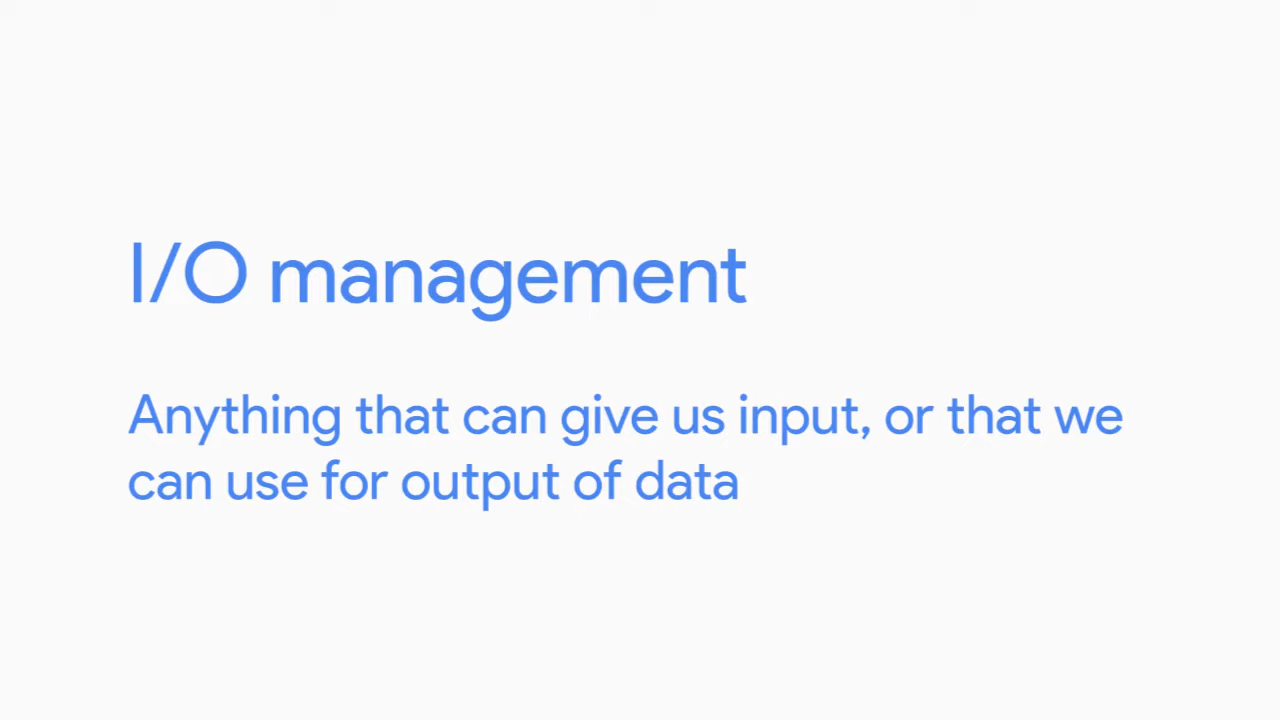 I/O management
Anything that can give us input, or that we
can use for output of data